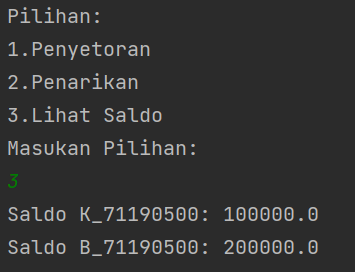 Pilihan:
1.Penyetoran
2.Penarikan
3.Lihat Saldo
Masukan Pilihan:
3
Saldo K_71190500: 100000.0
Saldo B_71190500: 200000.0